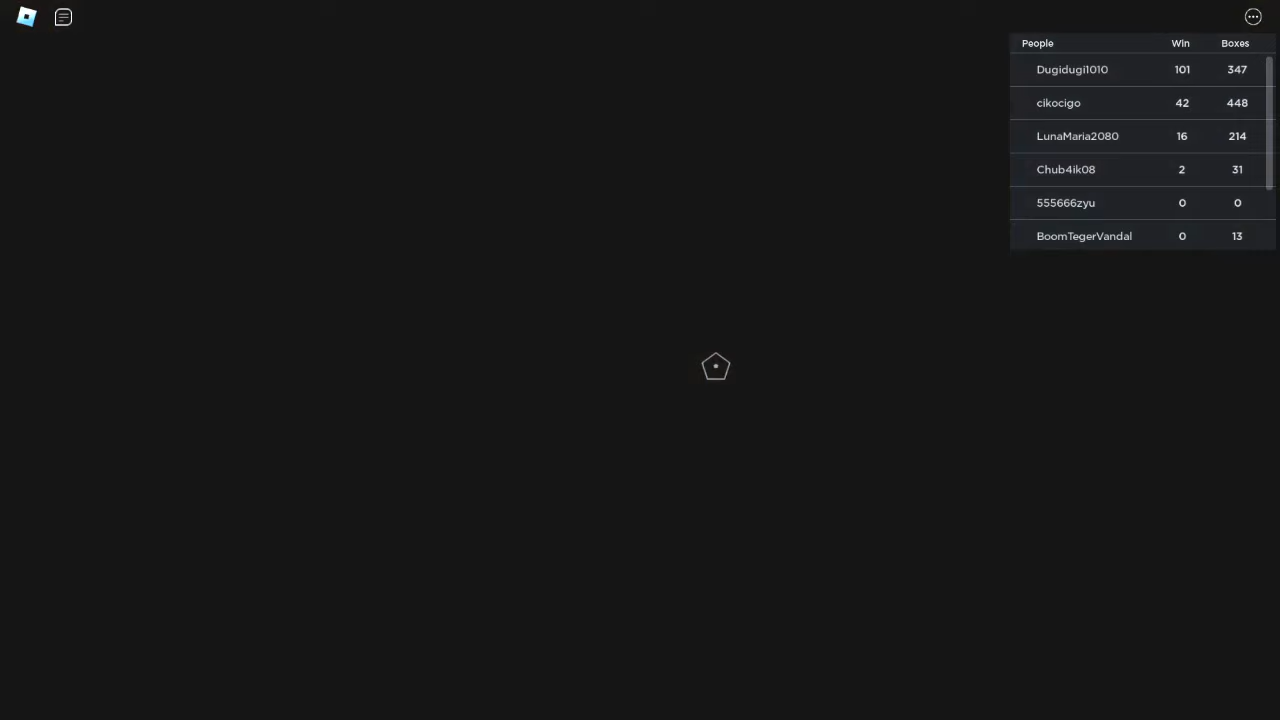 People Win Boxes
Dugidugi1010 101 347
cikocigo 42 448
LunaMaria2080 16 214
Chub4ik08 2 31
555666zyu 0 0
BoomTegerVandal 0 13